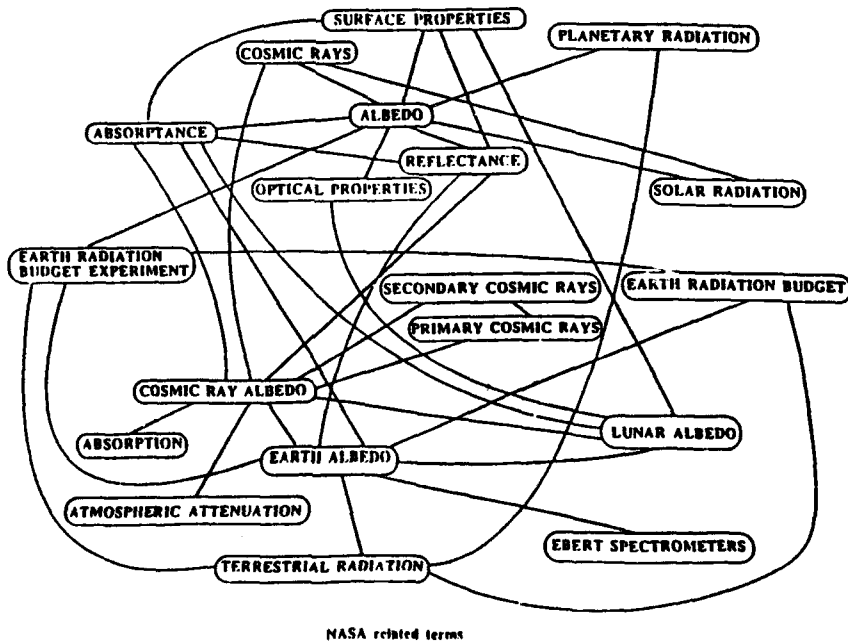 SURFACE PROPERTIES
COSMIC RAYS
PLANETARY RADIATION
ALBEDO
ABSORPTANCE
REFLECTANCE
OPTICAL PROPERTIES
SOLAR RADIATION
EARTH RADIATION
BUDGET EXPERIMENT
SECONDARY COSMIC RAYS
EARTH RADIATION BUDGET
PRIMARY COSMIC RAYS
COSMIC RAY ALBEDO
ABSORPTION
LUNAR ALBEDO
EARTH ALBEDO
ATMOSPHERIC ATTENUATION
EBERT SPECTROMETERS
TERRESTRIAL RADIATION
NASA related terms